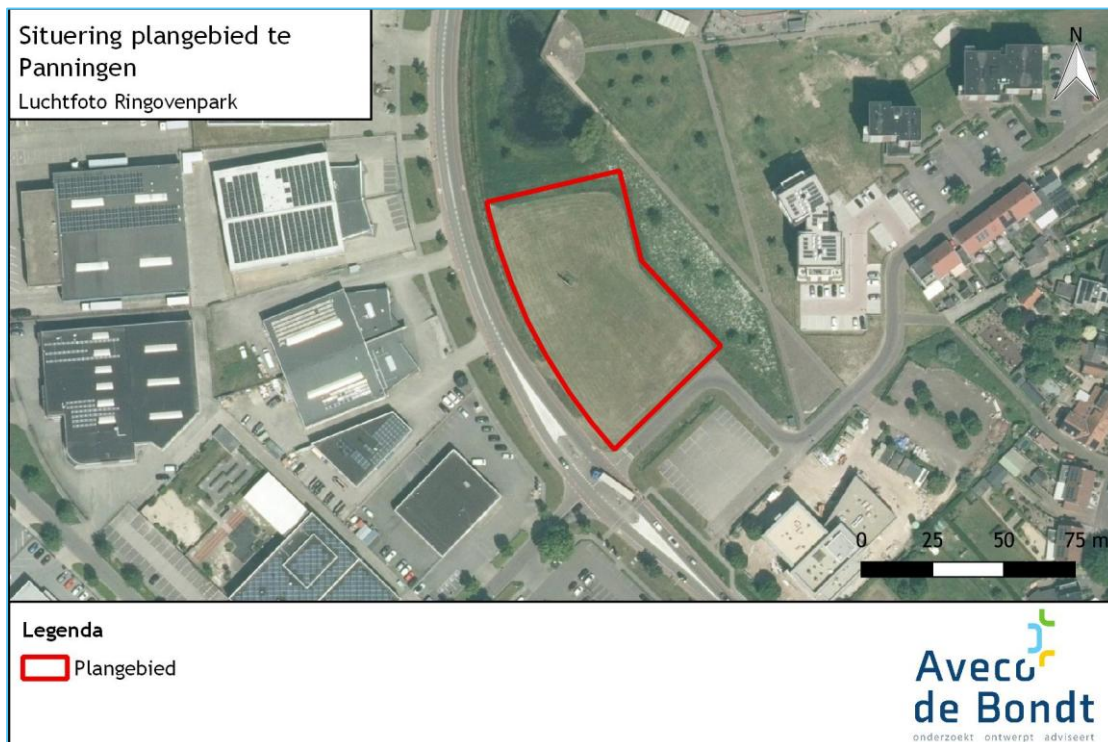 Situering plangebied te
Panningen
Luchtfoto Ringovenpark
N
0 25 50 75 m
Legenda
Plangebied
Aveco
de Bondt
onderzoekt ontwerpt adviseert